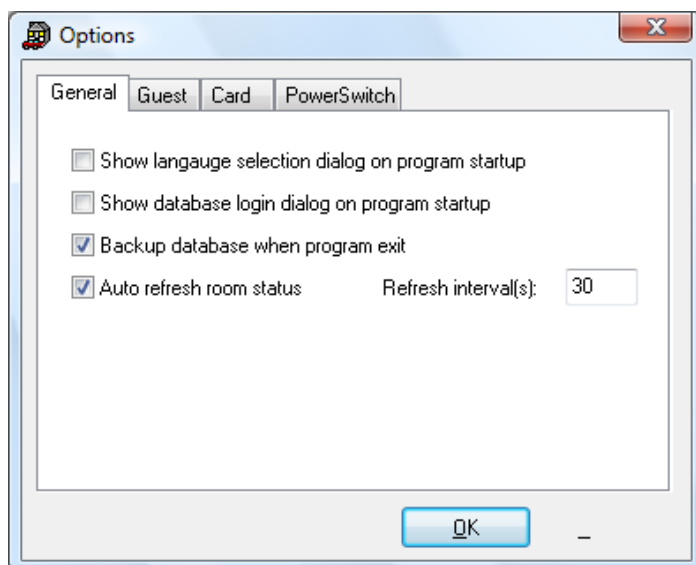 Options
General Guest Card PowerSwitch
Show langauge selection dialog on program startup
Show database login dialog on program startup
Backup database when program exit
Auto refresh room status Refresh interval(s): 30
OK